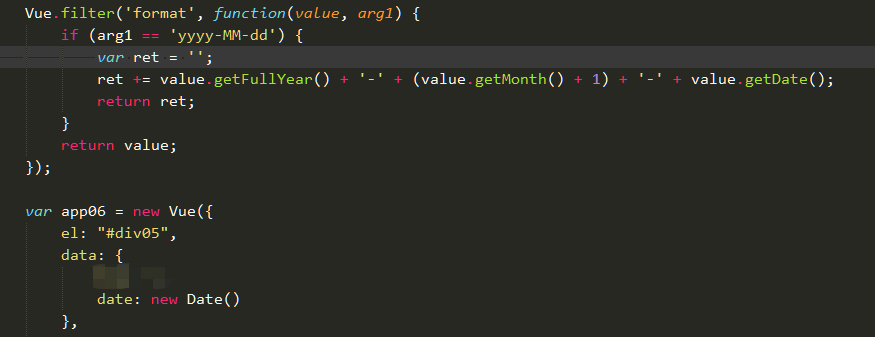 Vue.filter('format', function(value, arg1) {
    if (arg1 == 'yyyy-MM-dd') {
        var ret = '';
        ret += value.getFullYear() + '-' + (value.getMonth() + 1) + '-' + value.getDate();
        return ret;
    }
    return value;
});
var app06 = new Vue({
    el: "#div05",
    data: {
        date: new Date()
    },